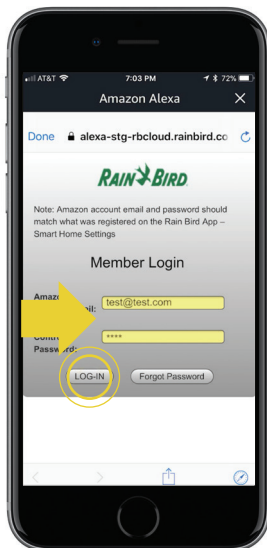 AT&T 7:03 PM 72%
Amazon Alexa
Done alexa-stg-rbcloud.rainbird.co
RAIN BIRD
Note: Amazon account email and password should
match what was registered on the Rain Bird App –
Smart Home Settings
Member Login
test@test.com
****
Password:
LOG-IN Forgot Password